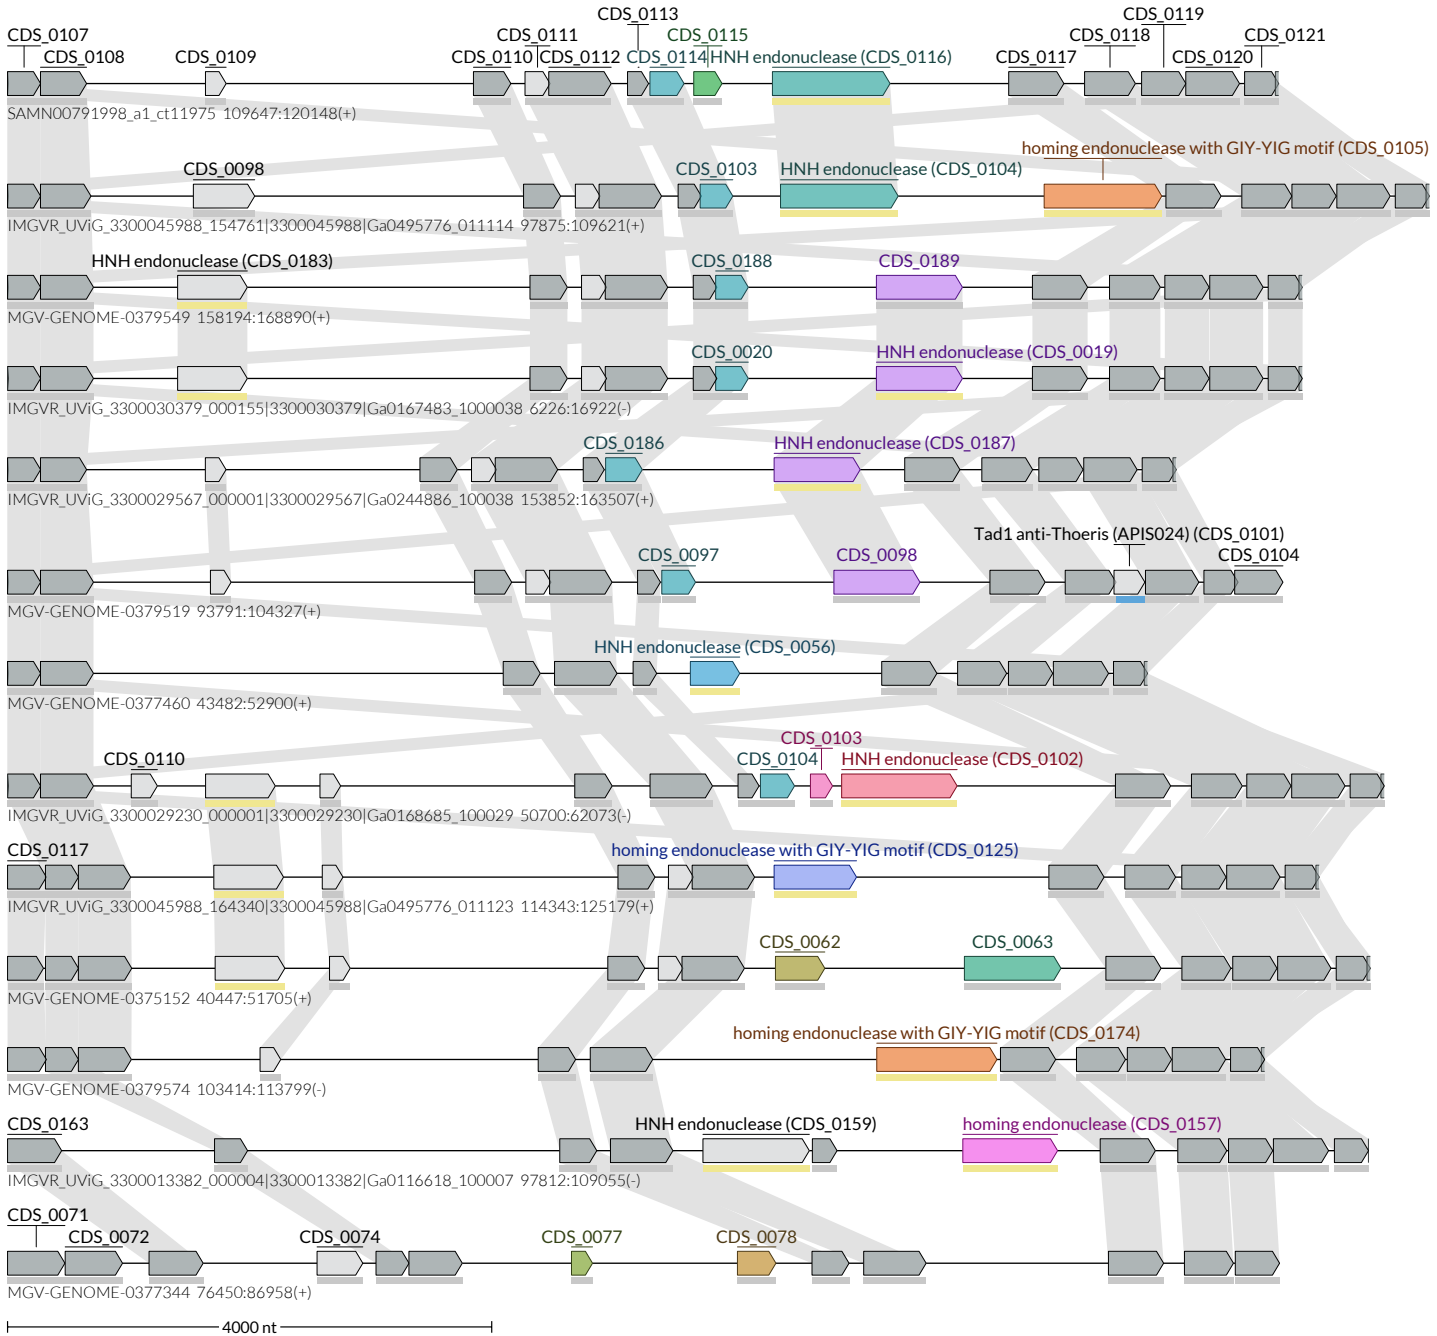 CDS_0113
CDS_0119
CDS_0107
CDS_0111
CDS_0115
CDS_0118
CDS_0121
CDS_0108
CDS_0109
CDS_0110
CDS_0112
CDS_0114
HNH endonuclease (CDS_0116)
CDS_0117
CDS_0120
SAMN00791998_a1_ct11975 109647:120148(+)
homing endonuclease with GIY-YIG motif (CDS_0105)
CDS_0098
CDS_0103
HNH endonuclease (CDS_0104)
IMGVR_UViG_3300045988_154761|3300045988|Ga0495776_011114 97875:109621(+)
HNH endonuclease (CDS_0183)
CDS_0188
CDS_0189
MGV-GENOME-0379549 158194:168890(+)
CDS_0020
HNH endonuclease (CDS_0019)
IMGVR_UViG_3300030379_000155|3300030379|Ga0167483_1000038 6226:16922(-)
CDS_0186
HNH endonuclease (CDS_0187)
IMGVR_UViG_3300029567_000001|3300029567|Ga0244886_100038 153852:163507(+)
Tad1 anti-Thoeris (APIS024) (CDS_0101)
CDS_0097
CDS_0098
CDS_0104
MGV-GENOME-0379519 93791:104327(+)
HNH endonuclease (CDS_0056)
MGV-GENOME-0377460 43482:52900(+)
CDS_0103
CDS_0110
CDS_0104
HNH endonuclease (CDS_0102)
IMGVR_UViG_3300029230_000001|3300029230|Ga0168685_100029 50700:62073(-)
CDS_0117
homing endonuclease with GIY-YIG motif (CDS_0125)
IMGVR_UViG_3300045988_164340|3300045988|Ga0495776_011123 114343:125179(+)
CDS_0062
CDS_0063
MGV-GENOME-0375152 40447:51705(+)
homing endonuclease with GIY-YIG motif (CDS_0174)
MGV-GENOME-0379574 103414:113799(-)
CDS_0163
HNH endonuclease (CDS_0159)
homing endonuclease (CDS_0157)
IMGVR_UViG_3300013382_000004|3300013382|Ga0116618_100007 97812:109055(-)
CDS_0071
CDS_0072
CDS_0074
CDS_0077
CDS_0078
MGV-GENOME-0377344 76450:86958(+)
4000 nt